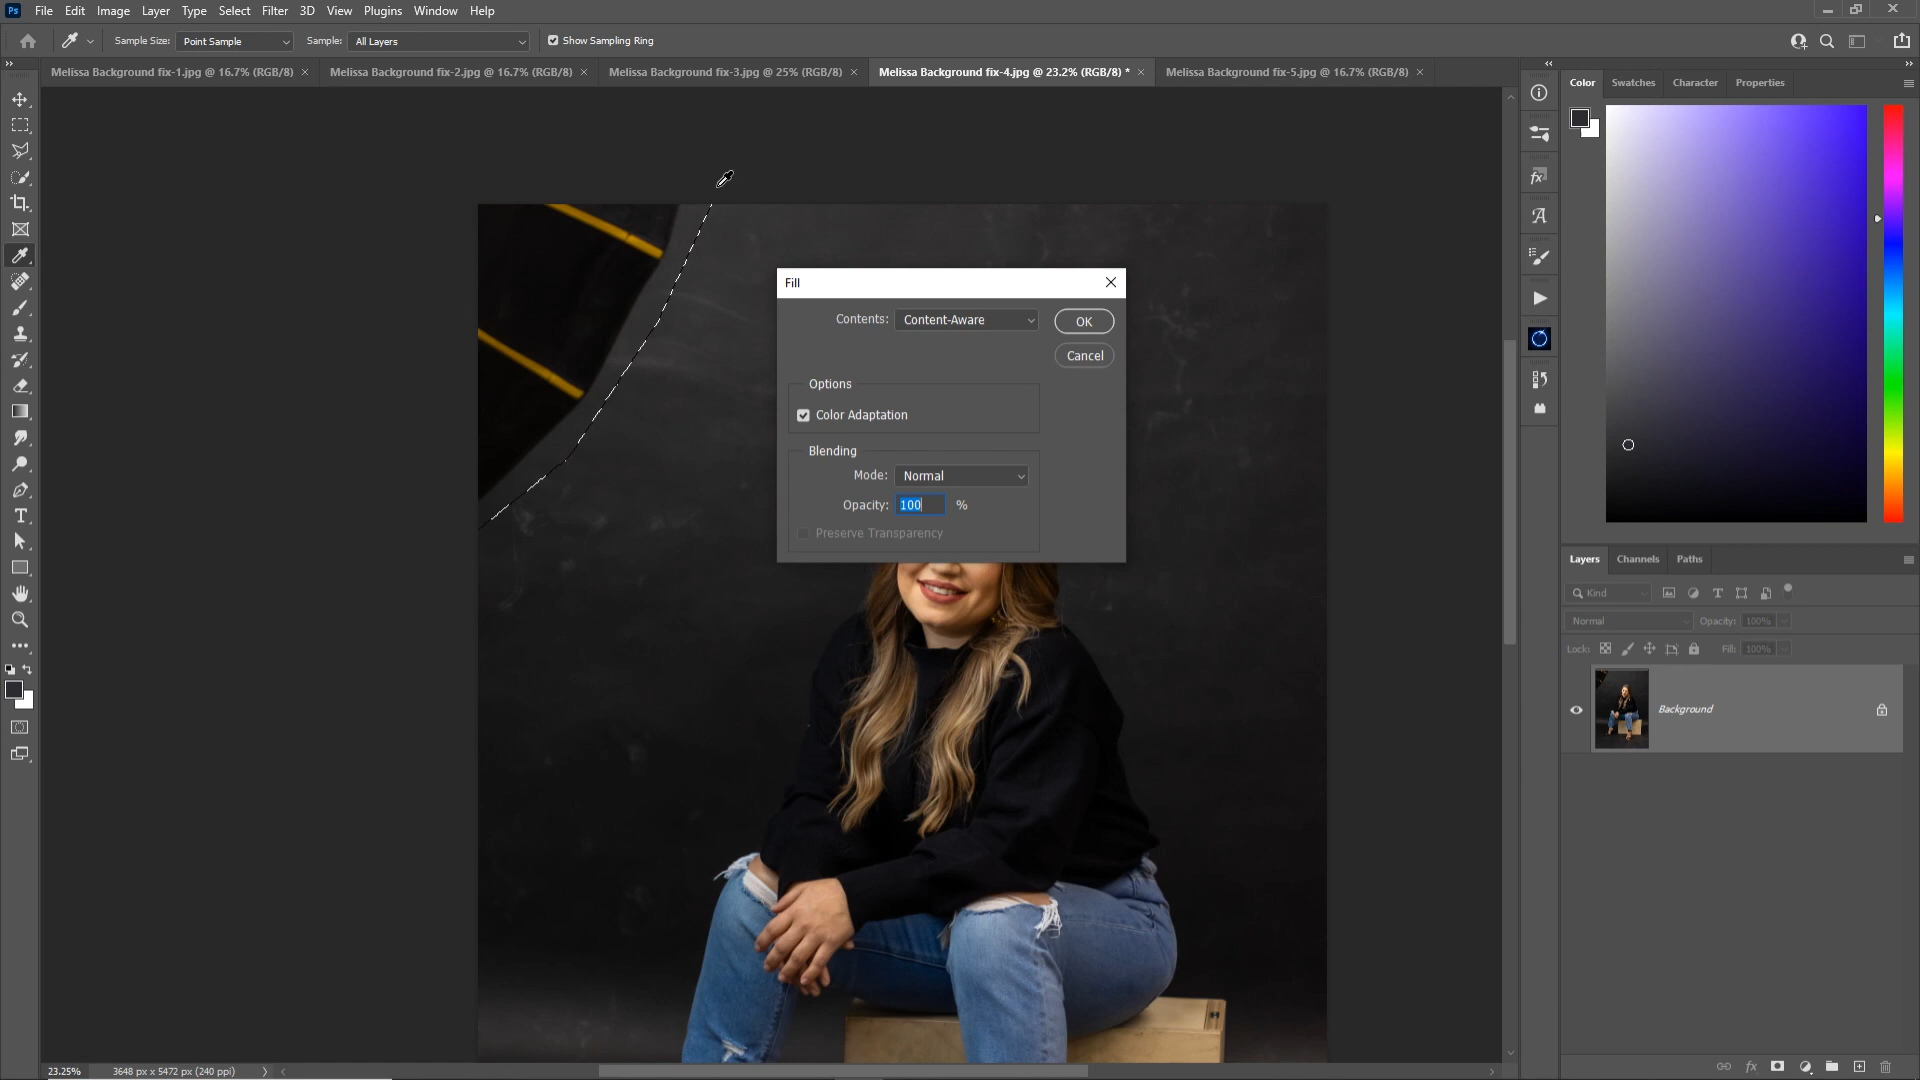 Ps File Edit Image Layer Type Select Filter 3D View Plugins Window Help
Sample Size: Point Sample Sample: All Layers Show Sampling Ring
Melissa Background fix-1.jpg @ 16.7% (RGB/8) × Melissa Background fix-2.jpg @ 16.7% (RGB/8) × Melissa Background fix-3.jpg @ 25% (RGB/8) × Melissa Background fix-4.jpg @ 23.2% (RGB/8) * × Melissa Background fix-5.jpg @ 16.7% (RGB/8) ×
Color Swatches Character Properties
Fill
Contents: Content-Aware
OK
Cancel
Options
Color Adaptation
Blending
Mode: Normal
Opacity: 100 %
Preserve Transparency
Layers Channels Paths
Kind
Normal Opacity: 100%
Lock: Fill: 100%
Background
23.25% 3648 px x 5472 px (240 ppi)